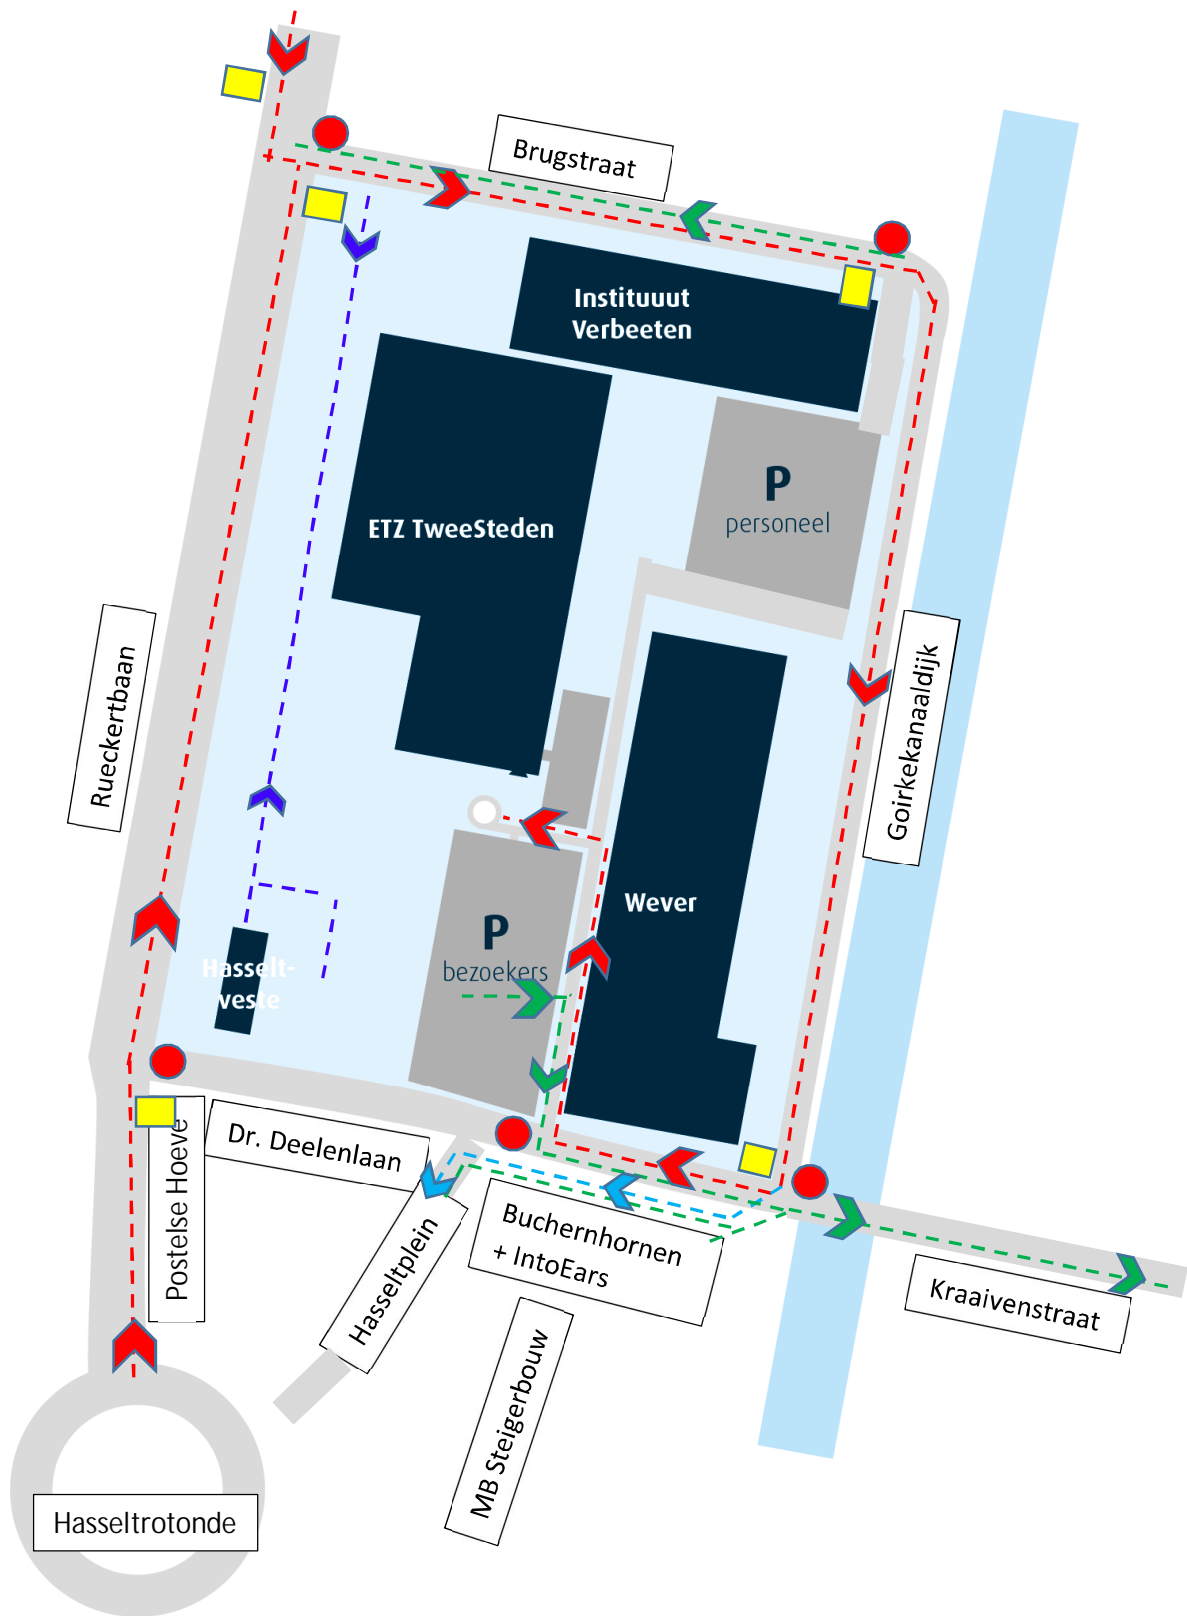 Brugstraat
Instituuut
Verbeeten
P
personeel
ETZ TweeSteden
Rueckertbaan
Goirkekanaaldijk
Wever
P
bezoekers
Hasselt-
veste
Dr. Deelenlaan
Postelse Hoeve
Hasseltplein
Buchernhornen
+ IntoEars
Kraaivenstraat
MB Steigerbouw
Hasseltrotonde